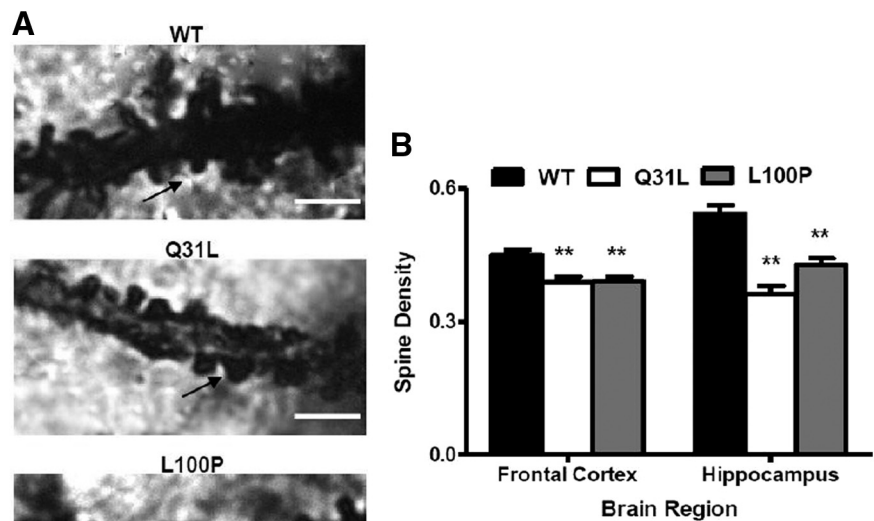 A
WT
Q31L
L100P
B
WT Q31L L100P
0.6
** ** ** **
0.3
0.0
Spine Density
Frontal Cortex Hippocampus
Brain Region